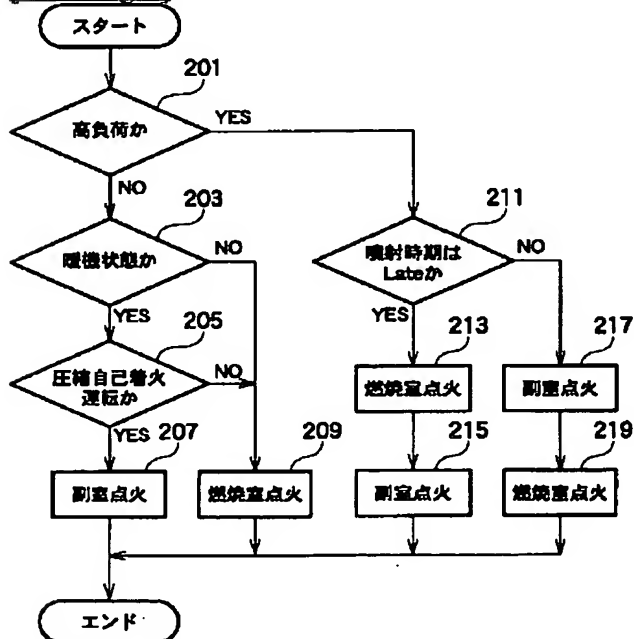 スタート
201
高負荷か
YES
NO
203
211
暖機状態か
NO
噴射時期は
Lateか
NO
YES
205
YES
213
217
圧縮自己着火
運転か
NO
燃焼室点火
副室点火
YES
207
209
215
219
副室点火
燃焼室点火
副室点火
燃焼室点火
エンド